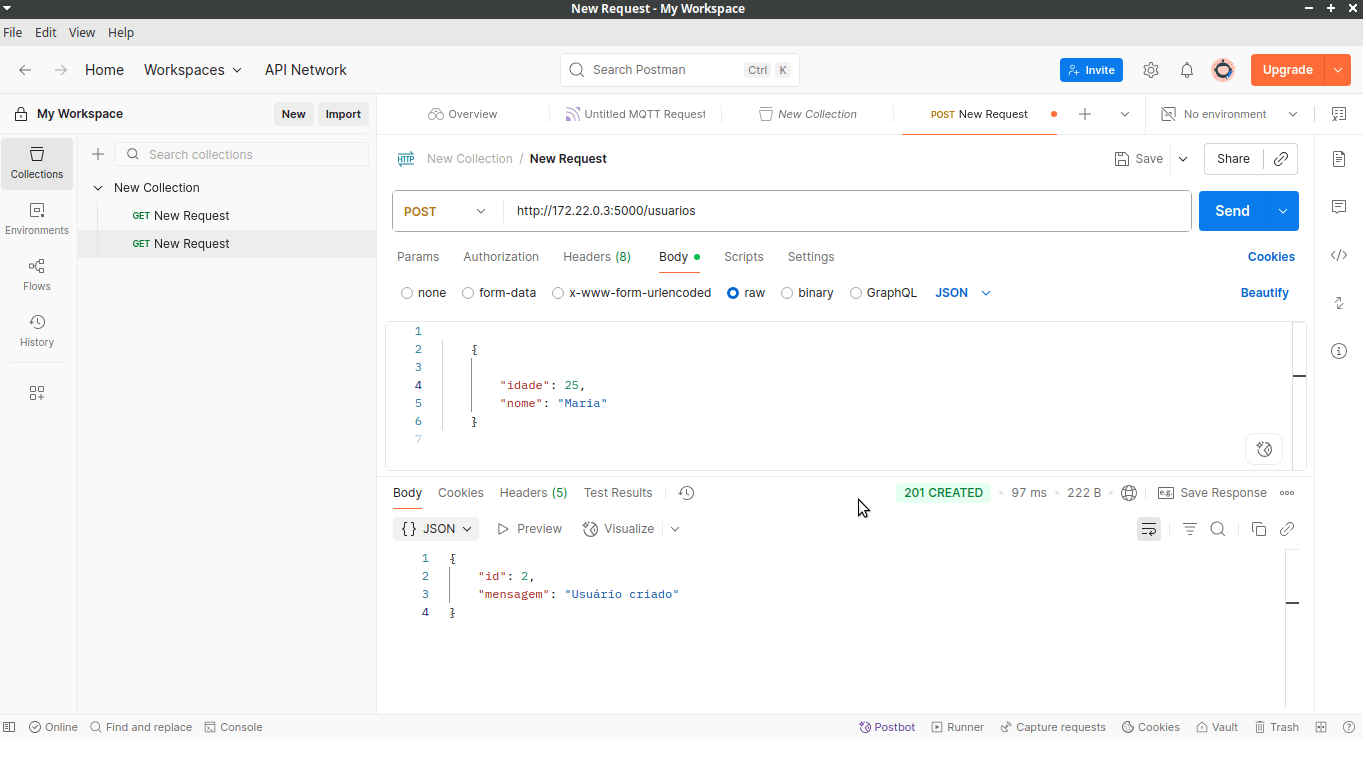 New Request - My Workspace
File Edit View Help
Home Workspaces API Network Search Postman Ctrl K Invite Upgrade
My Workspace New Import
Overview Untitled MQTT Request New Collection POST New Request No environment
Collections
Environments
Flows
History
Search collections
New Collection
GET New Request
GET New Request
HTTP New Collection / New Request Save Share
POST http://172.22.0.3:5000/usuarios Send
Params Authorization Headers (8) Body Scripts Settings Cookies
none form-data x-www-form-urlencoded raw binary GraphQL JSON Beautify
1
2 {
3
4 "idade": 25,
5 "nome": "Maria"
6 }
7
Body Cookies Headers (5) Test Results 201 CREATED • 97 ms • 222 B e.g. Save Response
{} JSON Preview Visualize
1 {
2 "id": 2,
3 "mensagem": "Usuário criado"
4 }
Online Find and replace Console Postbot Runner Capture requests Cookies Vault Trash